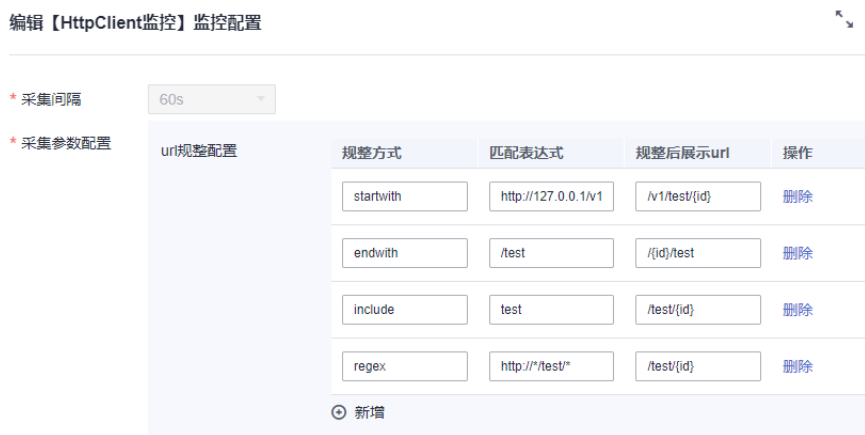 编辑【HttpClient监控】监控配置
* 采集间隔 60s
* 采集参数配置 url规整配置 规整方式 匹配表达式 规整后展示url 操作
startwith http://127.0.0.1/v1 /v1/test/{id} 删除
endwith /test /{id}/test 删除
include test /test/{id} 删除
regex http://*/test/* /test/{id} 删除
新增